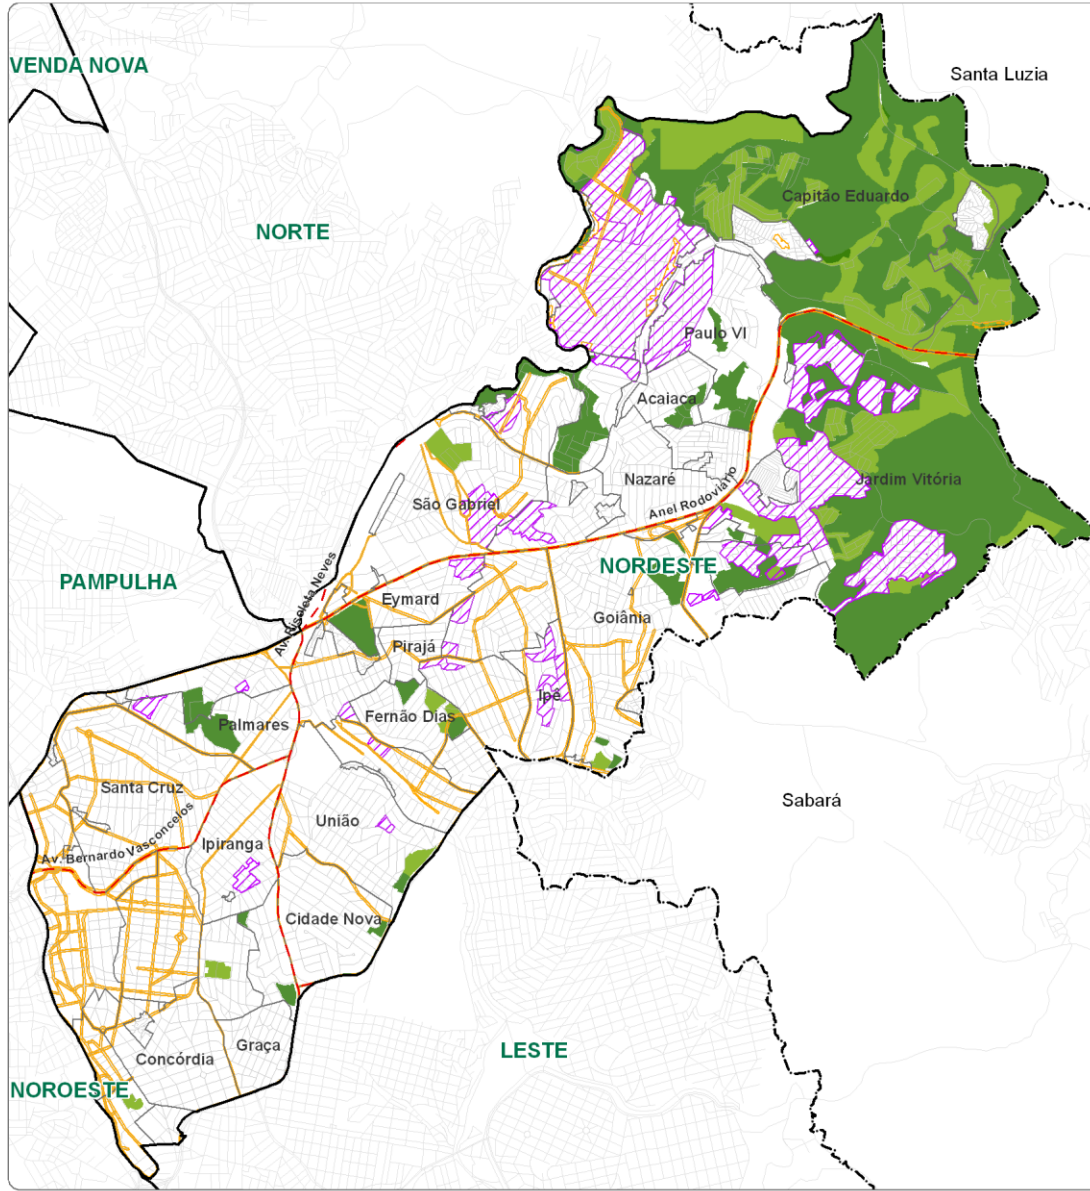 VENDA NOVA
Santa Luzia
Capitão Eduardo
NORTE
Paulo VI
Acaiaca
Nazaré
Jardim Vitória
São Gabriel
Anel Rodoviário
NORDESTE
PAMPULHA
Av. Risoleta Neves
Eymard
Goiânia
Pirajá
Ipê
Fernão Dias
Palmares
Santa Cruz
Sabará
União
Av. Bernardo Vasconcelos
Ipiranga
Cidade Nova
Graça
LESTE
Concórdia
NOROESTE